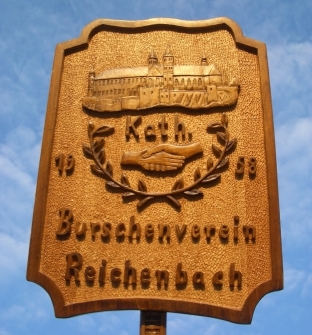 Kath.
19 58
Burschenverein
Reichenbach